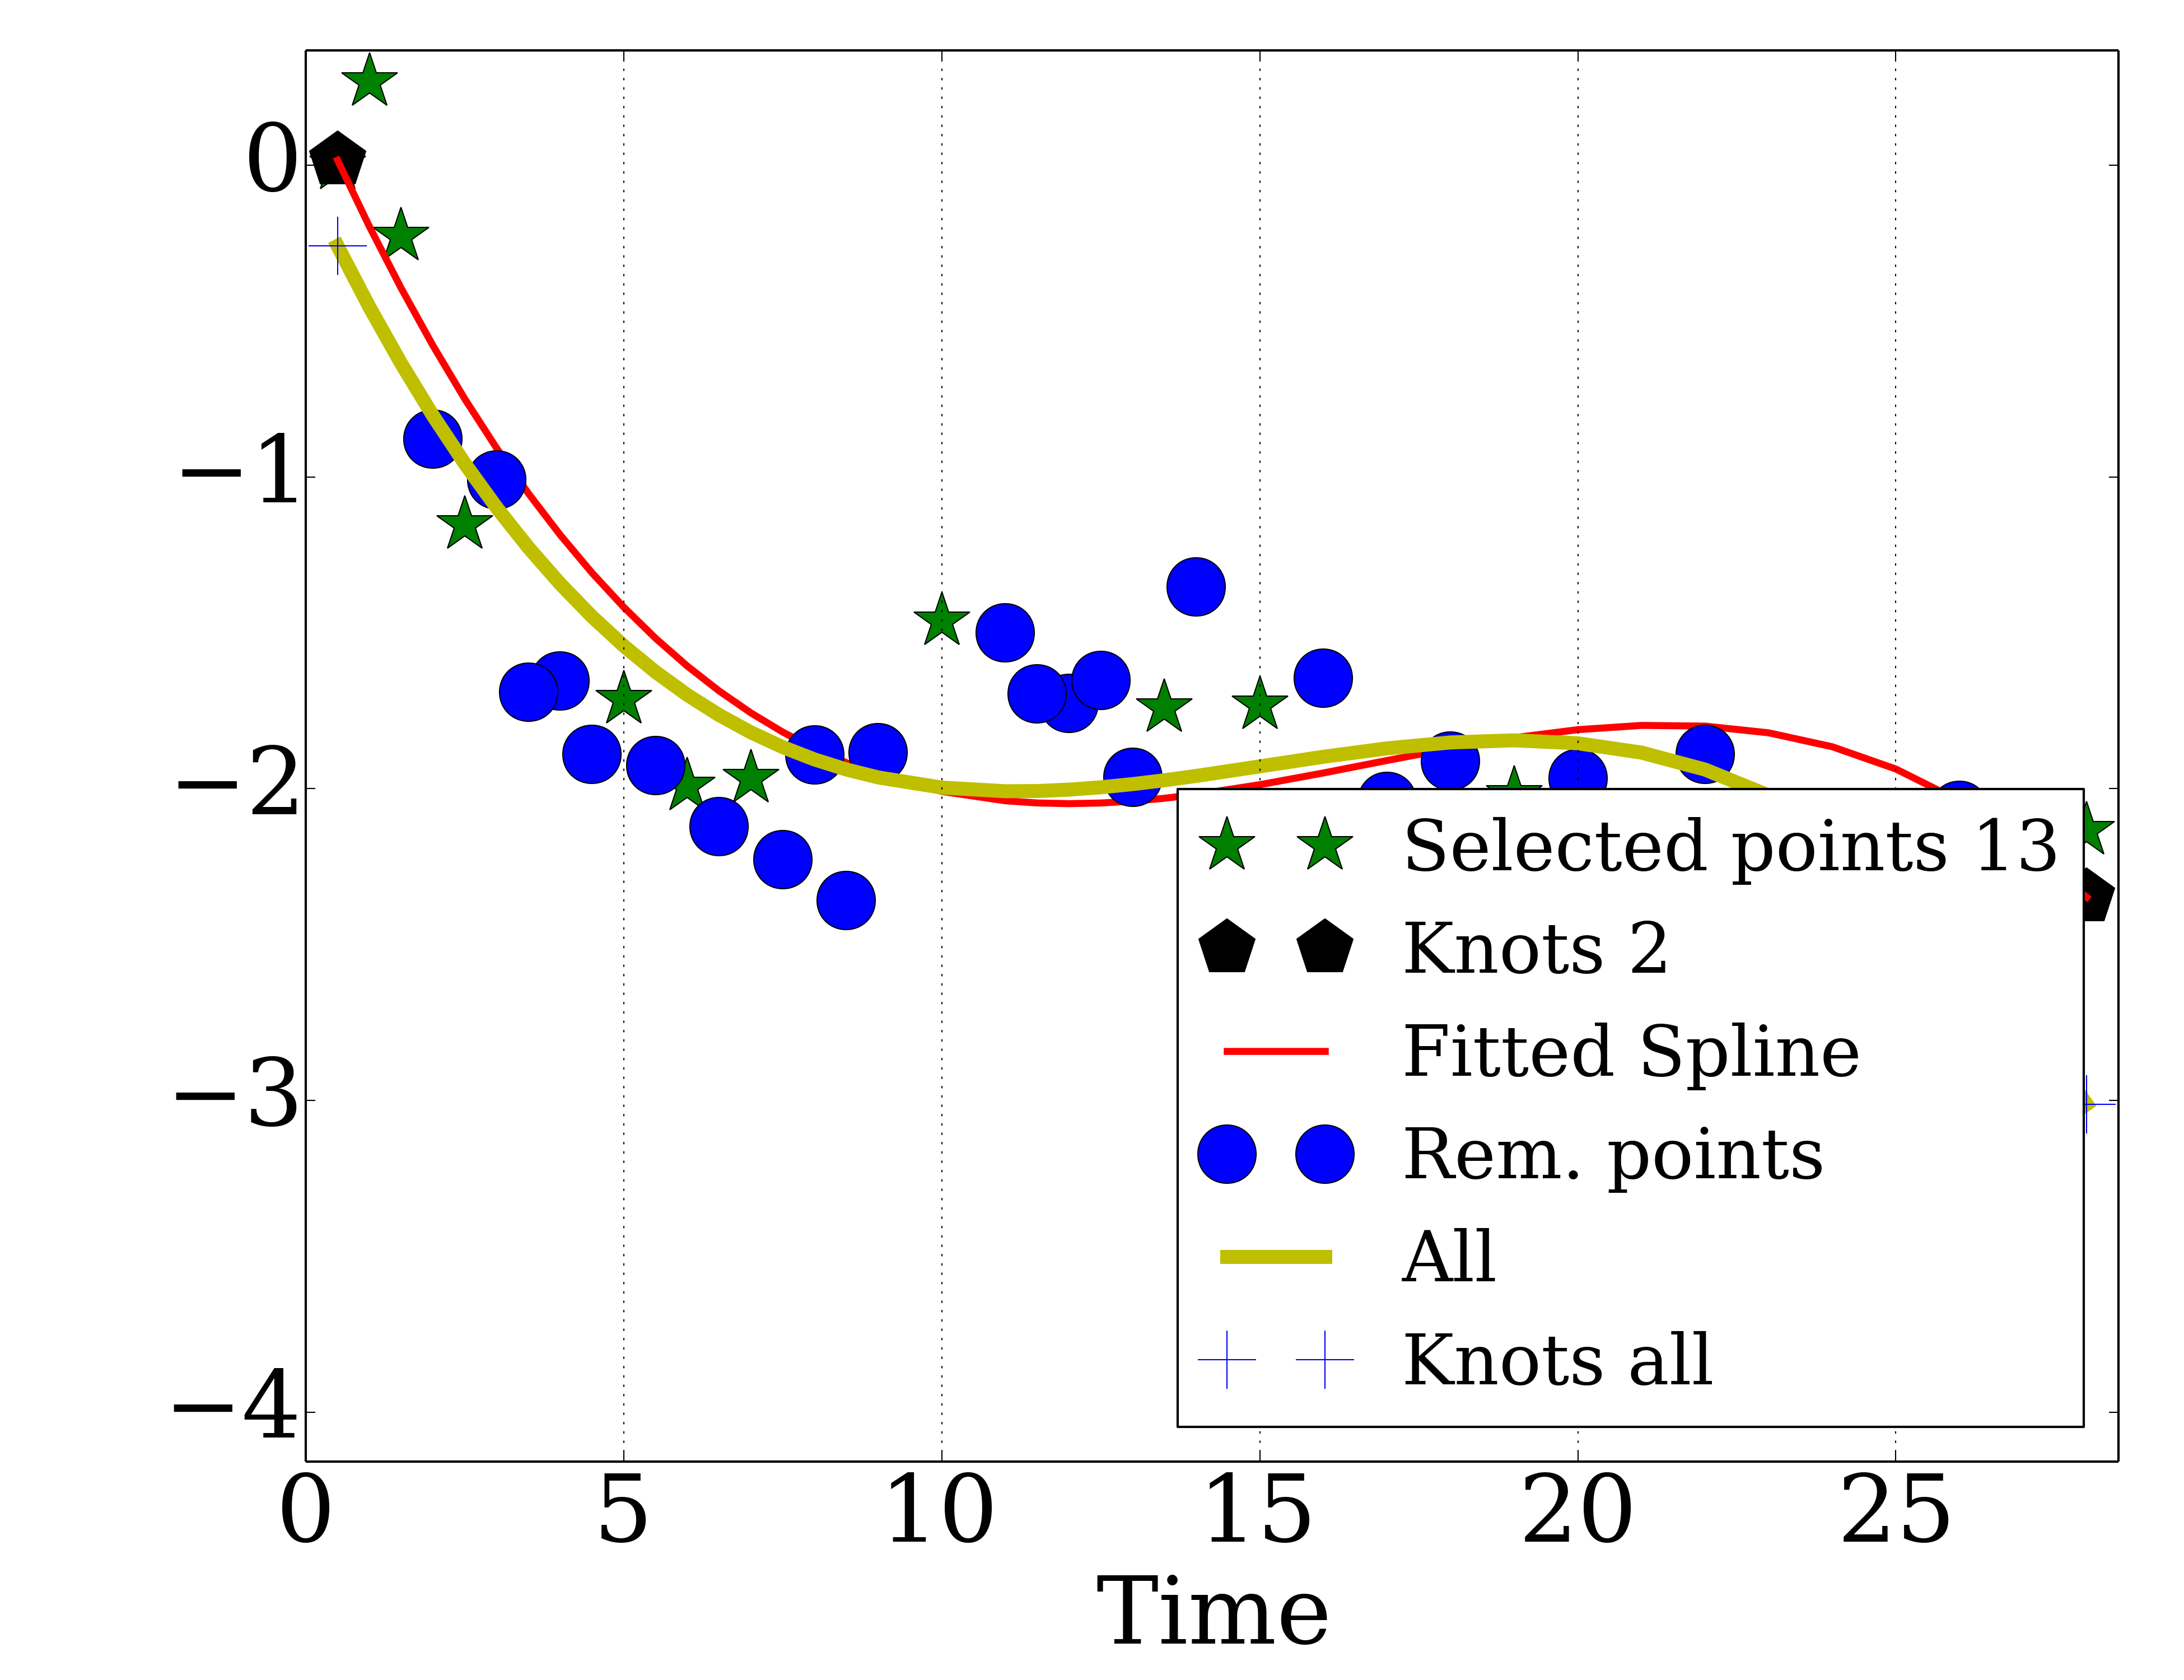 0
−1
−2
−3
−4
Selected points 13
Knots 2
Fitted Spline
Rem. points
All
Knots all
0 5 10 15 20 25
Time